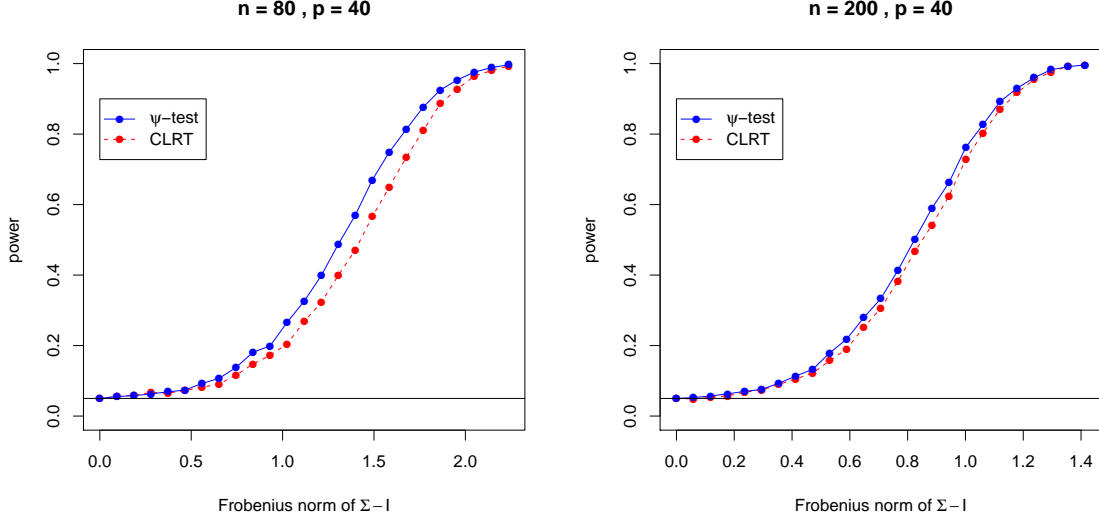 n = 80 , p = 40
1.0
0.8
0.6
0.4
0.2
0.0
power
ψ−test
CLRT
0.0 0.5 1.0 1.5 2.0
Frobenius norm of Σ − I
n = 200 , p = 40
1.0
0.8
0.6
0.4
0.2
0.0
power
ψ−test
CLRT
0.0 0.2 0.4 0.6 0.8 1.0 1.2 1.4
Frobenius norm of Σ − I